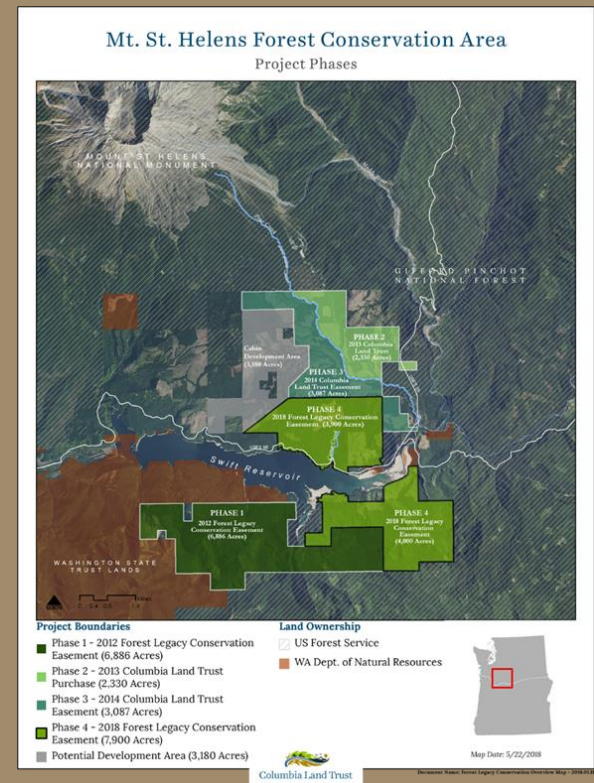 Mt. St. Helens Forest Conservation Area
Project Phases
MOUNT ST HELENS
NATIONAL MONUMENT
GIFFORD PINCHOT
NATIONAL FOREST
PHASE 2
2013 Columbia
Land Trust
(2,330 Acres)
Cabin
Development Area
(3,180 Acres)
PHASE 3
2014 Columbia
Land Trust Easement
(3,087 Acres)
PHASE 4
2018 Forest Legacy Conservation
Easement (3,900 Acres)
Swift Reservoir
PHASE 1
2012 Forest Legacy
Conservation Easement
(6,886 Acres)
PHASE 4
2018 Forest Legacy
Conservation
Easement
(4,000 Acres)
WASHINGTON STATE
TRUST LANDS
Project Boundaries
Phase 1 - 2012 Forest Legacy Conservation
Easement (6,886 Acres)
Phase 2 - 2013 Columbia Land Trust
Purchase (2,330 Acres)
Phase 3 - 2014 Columbia Land Trust
Easement (3,087 Acres)
Phase 4 - 2018 Forest Legacy Conservation
Easement (7,900 Acres)
Potential Development Area (3,180 Acres)
Land Ownership
US Forest Service
WA Dept. of Natural Resources
Map Date: 5/22/2018
Columbia Land Trust
Document Name: Forest Legacy Conservation Overview Map